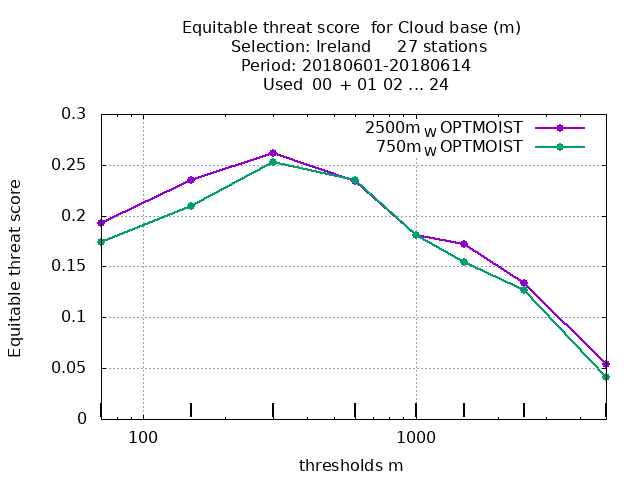 Equitable threat score  for Cloud base (m)
Selection: Ireland     27 stations
Period: 20180601-20180614
Used  00 + 01 02 ... 24
2500m W OPTMOIST
750m W OPTMOIST
Equitable threat score
0.3
0.25
0.2
0.15
0.1
0.05
0
100
1000
thresholds m